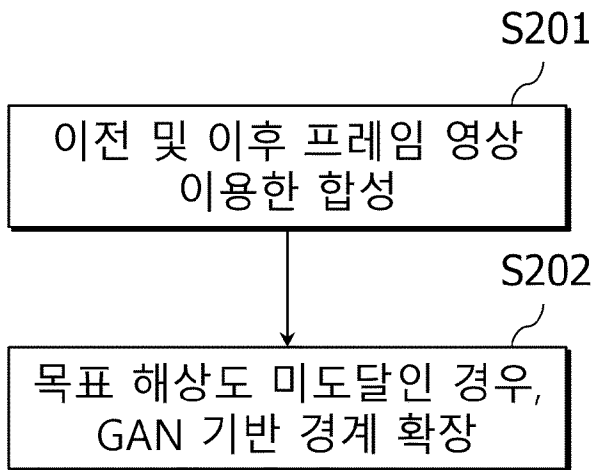 S201
이전 및 이후 프레임 영상
이용한 합성
S202
목표 해상도 미도달인 경우,
GAN 기반 경계 확장